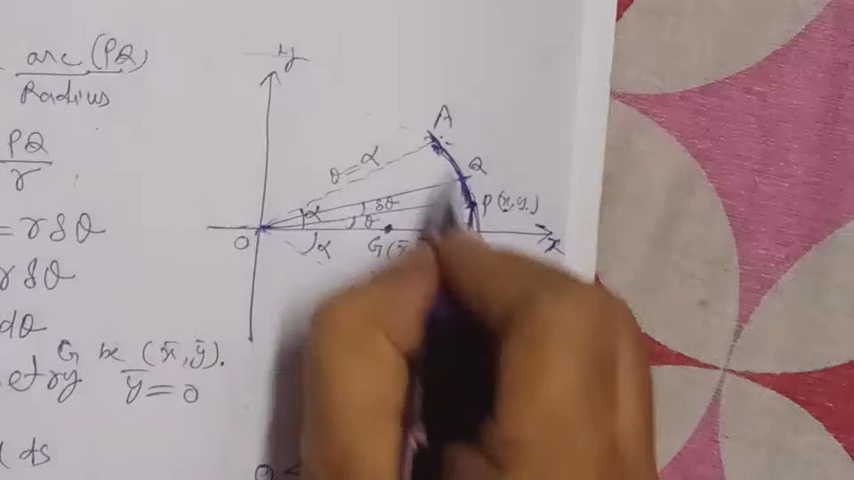 arc (PQ)
Radius
PQ
r
= r δθ
r δθ
dθ
G be (x̄, ȳ).
etry ȳ = 0
ds
y
A
θ = α
Q
δθ
P(x, y)
α
θ
O
α
G(x̄
x